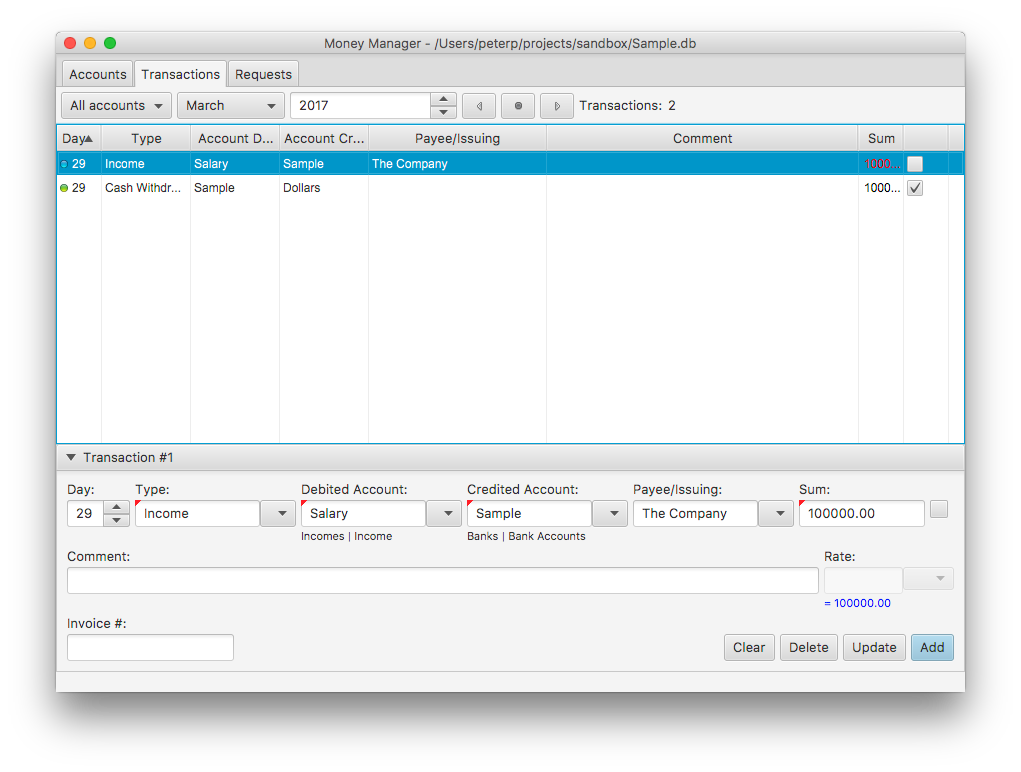 Money Manager - /Users/peterp/projects/sandbox/Sample.db
Accounts Transactions Requests
All accounts March 2017 Transactions: 2
Day Type Account D... Account Cr... Payee/Issuing Comment Sum
29 Income Salary Sample The Company 1000...
29 Cash Withdr... Sample Dollars 1000...
Transaction #1
Day: Type: Debited Account: Credited Account: Payee/Issuing: Sum:
29 Income Salary Sample The Company 100000.00
Incomes | Income Banks | Bank Accounts
Comment: Rate:
= 100000.00
Invoice #:
Clear Delete Update Add